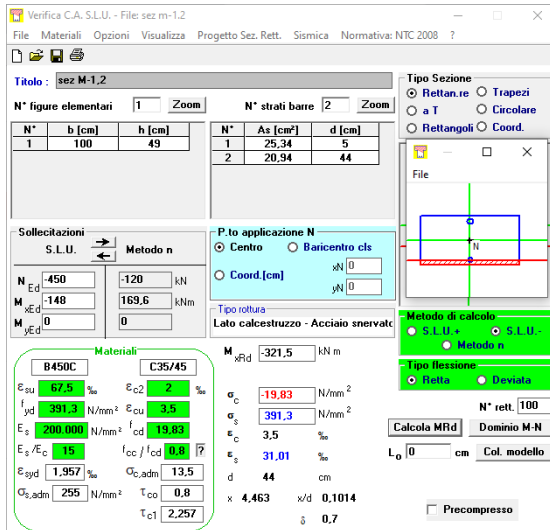 Verifica C.A. S.L.U. - File: sez m-1.2
File Materiali Opzioni Visualizza Progetto Sez. Rett. Sismica Normativa: NTC 2008 ?
Titolo : sez M-1,2
N° figure elementari 1 Zoom
N° b [cm] h [cm]
1 100 49
N° strati barre 2 Zoom
N° As [cm²] d [cm]
1 25,34 5
2 20,94 44
Tipo Sezione
Rettan.re Trapezi
a T Circolare
Rettangoli Coord.
File
N
Sollecitazioni
S.L.U. Metodo n
N Ed -450 -120 kN
M xEd -148 169,6 kNm
M yEd 0 0
P.to applicazione N
Centro Baricentro cls
Coord.[cm] xN 0
yN 0
Tipo rottura
Lato calcestruzzo - Acciaio snervato
Metodo di calcolo
S.L.U.+ S.L.U.-
Metodo n
Tipo flessione
Retta Deviata
N° rett. 100
Calcola MRd Dominio M-N
L₀ 0 cm Col. modello
Precompresso
Materiali
B450C C35/45
εsu 67,5 ‰ εc2 2 ‰
fyd 391,3 N/mm² εcu 3,5
Es 200.000 N/mm² fcd 19,83
Es /Ec 15 fcc / fcd 0,8 ?
εsyd 1,957 ‰ σc,adm 13,5
σs,adm 255 N/mm² τco 0,8
τc1 2,257
M xRd -321,5 kN m
σc -19,83 N/mm²
σs 391,3 N/mm²
εc 3,5 ‰
εs 31,01 ‰
d 44 cm
x 4,463 x/d 0,1014
δ 0,7